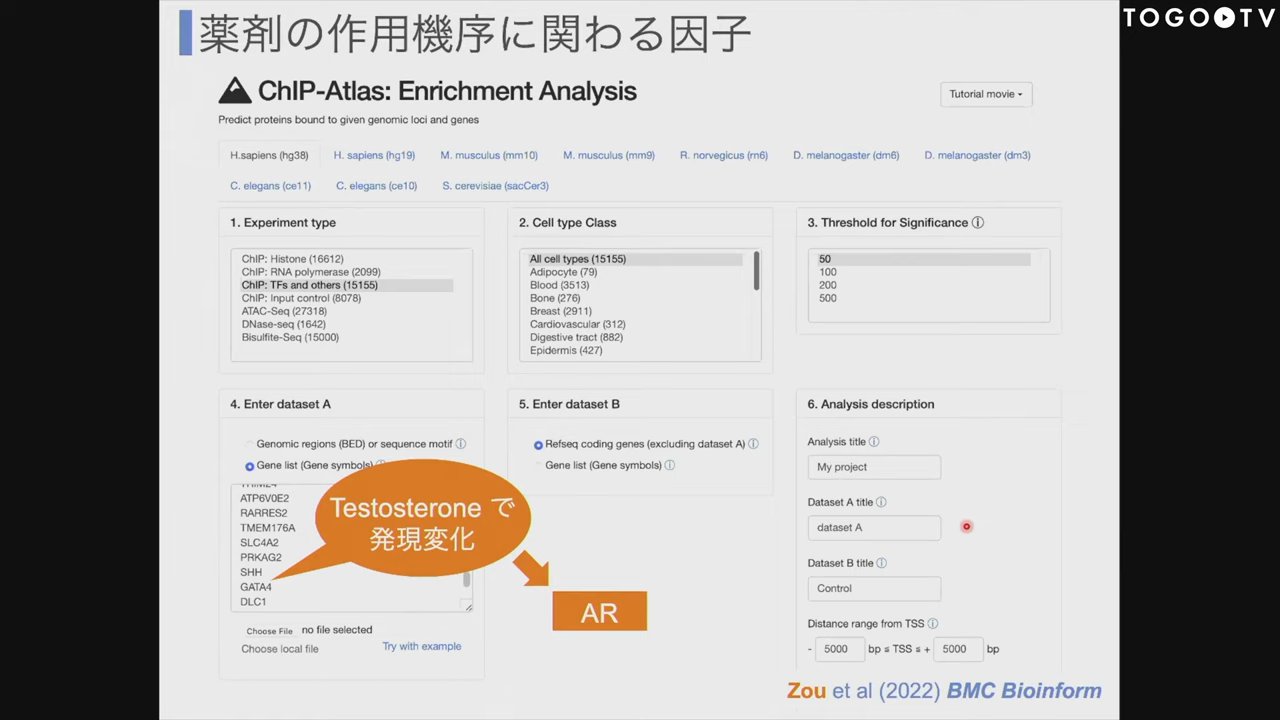 TOGO TV
薬剤の作用機序に関わる因子
ChIP-Atlas: Enrichment Analysis
Tutorial movie
Predict proteins bound to given genomic loci and genes
H.sapiens (hg38)
H. sapiens (hg19)
M. musculus (mm10)
M. musculus (mm9)
R. norvegicus (rn6)
D. melanogaster (dm6)
D. melanogaster (dm3)
C. elegans (ce11)
C. elegans (ce10)
S. cerevisiae (sacCer3)
1. Experiment type
ChIP: Histone (16612)
ChIP: RNA polymerase (2099)
ChIP: TFs and others (15155)
ChIP: Input control (8078)
ATAC-Seq (27318)
DNase-seq (1642)
Bisulfite-Seq (15000)
2. Cell type Class
All cell types (15155)
Adipocyte (79)
Blood (3513)
Bone (276)
Breast (2911)
Cardiovascular (312)
Digestive tract (882)
Epidermis (427)
3. Threshold for Significance
50
100
200
500
4. Enter dataset A
Genomic regions (BED) or sequence motif
Gene list (Gene symbols)
ATP6V0E2
RARRES2
TMEM176A
SLC4A2
PRKAG2
SHH
GATA4
DLC1
Testosterone で
発現変化
AR
Choose File no file selected
Choose local file
Try with example
5. Enter dataset B
Refseq coding genes (excluding dataset A)
Gene list (Gene symbols)
6. Analysis description
Analysis title
My project
Dataset A title
dataset A
Dataset B title
Control
Distance range from TSS
- 5000 bp ≤ TSS ≤ + 5000 bp
Zou et al (2022) BMC Bioinform